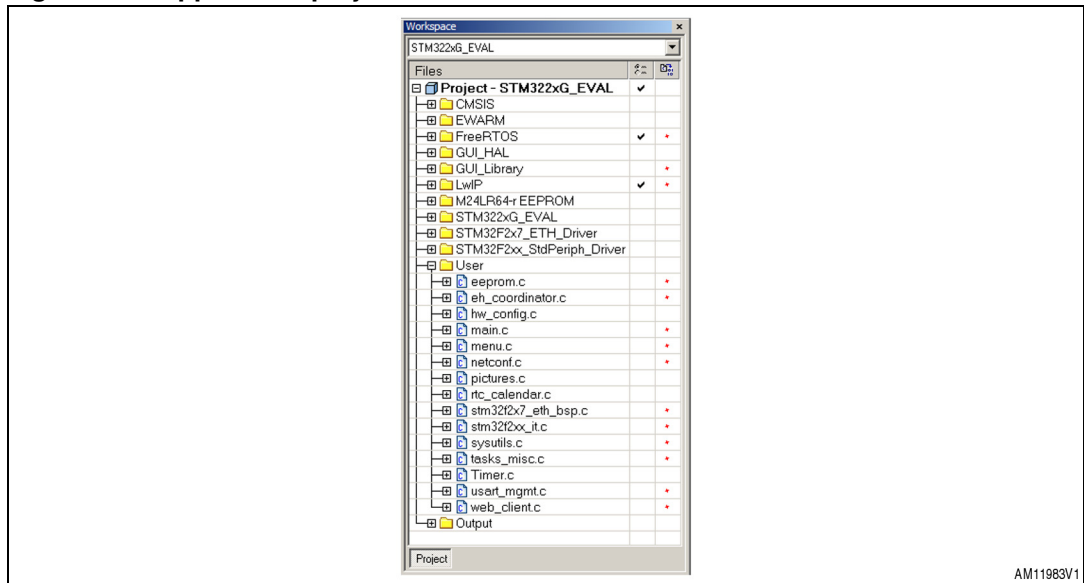 Workspace
STM322xG_EVAL
Files
Project - STM322xG_EVAL
CMSIS
EWARM
FreeRTOS
GUI_HAL
GUI_Library
LwIP
M24LR64-r EEPROM
STM322xG_EVAL
STM32F2x7_ETH_Driver
STM32F2xx_StdPeriph_Driver
User
eeprom.c
eh_coordinator.c
hw_config.c
main.c
menu.c
netconf.c
pictures.c
rtc_calendar.c
stm32f2x7_eth_bsp.c
stm32f2xx_it.c
sysutils.c
tasks_misc.c
Timer.c
usart_mgmt.c
web_client.c
Output
Project
AM11983V1